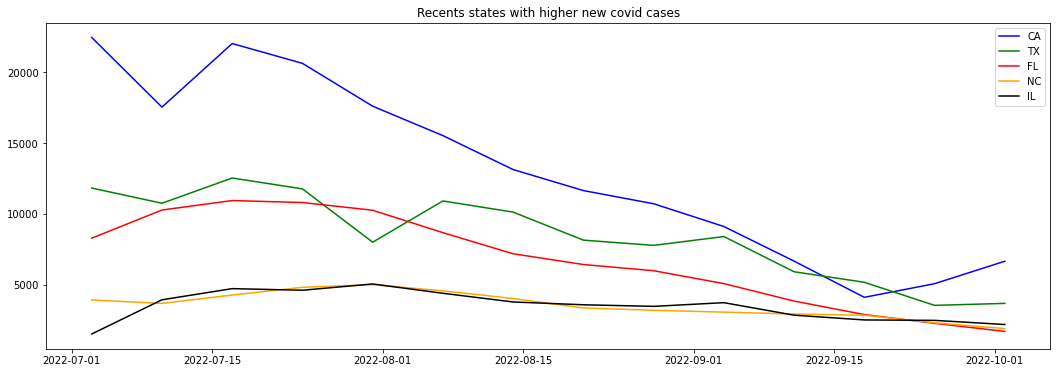 Recents states with higher new covid cases
CA
TX
FL
NC
IL
20000
15000
10000
5000
2022-07-01
2022-07-15
2022-08-01
2022-08-15
2022-09-01
2022-09-15
2022-10-01